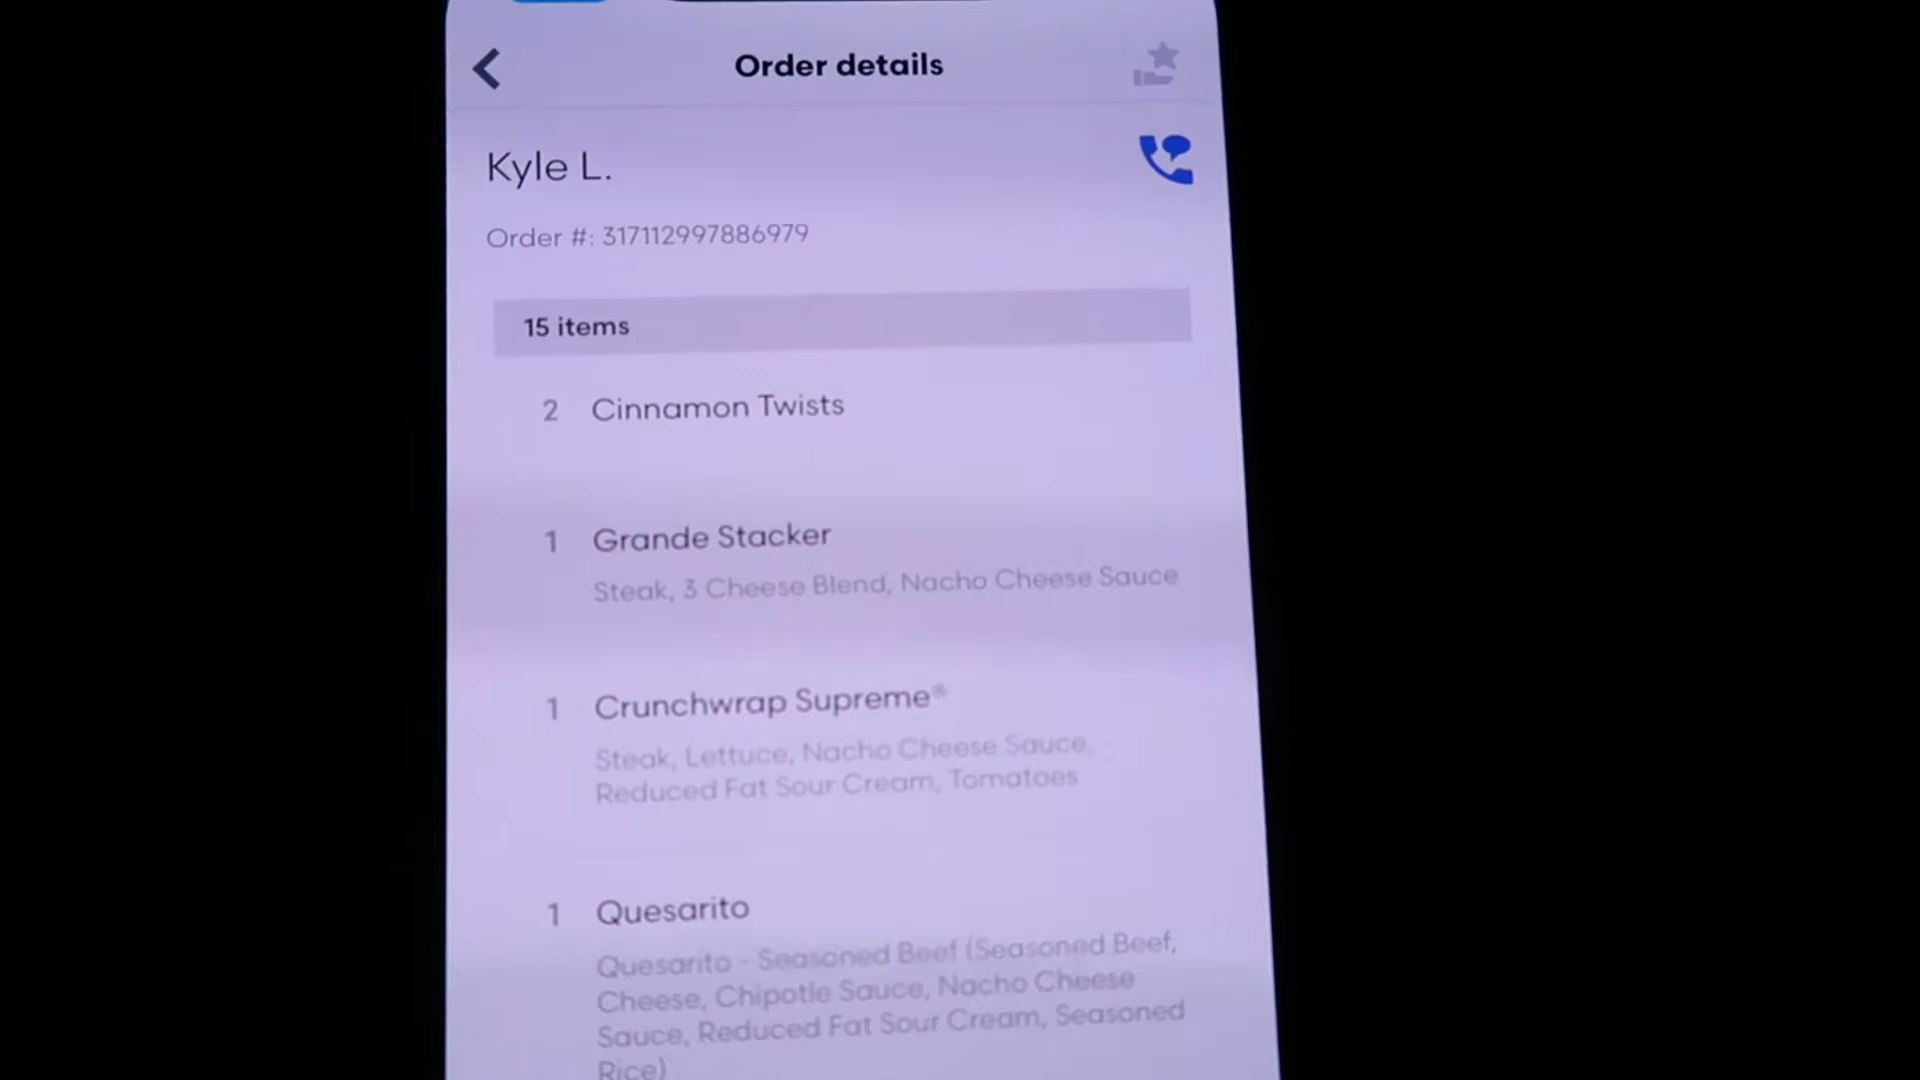 Order details
Kyle L.
Order #: 317112997886979
15 items
2 Cinnamon Twists
1 Grande Stacker
Steak, 3 Cheese Blend, Nacho Cheese Sauce
1 Crunchwrap Supreme®
Steak, Lettuce, Nacho Cheese Sauce,
Reduced Fat Sour Cream, Tomatoes
1 Quesarito
Quesarito - Seasoned Beef (Seasoned Beef,
Cheese, Chipotle Sauce, Nacho Cheese
Sauce, Reduced Fat Sour Cream, Seasoned
Rice)